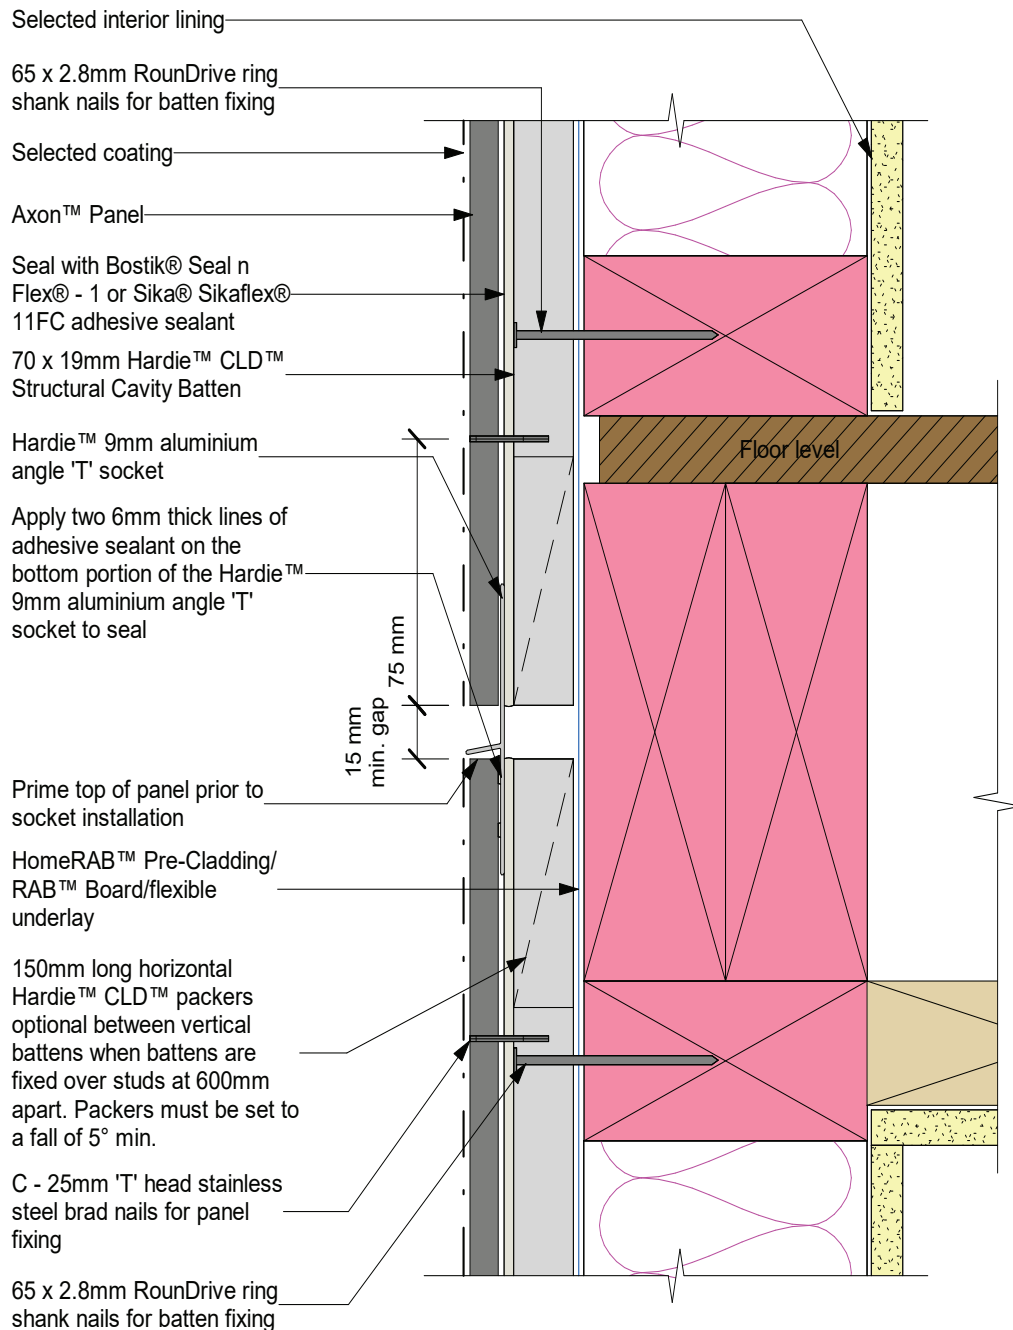 Selected interior lining
65 x 2.8mm RounDrive ring
shank nails for batten fixing
Selected coating
Axon™ Panel
Seal with Bostik® Seal n
Flex® - 1 or Sika® Sikaflex®
11FC adhesive sealant
70 x 19mm Hardie™ CLD™
Structural Cavity Batten
Hardie™ 9mm aluminium
angle 'T' socket
Floor level
Apply two 6mm thick lines of
adhesive sealant on the
bottom portion of the Hardie™
9mm aluminium angle 'T'
socket to seal
75 mm
15 mm
min. gap
Prime top of panel prior to
socket installation
HomeRAB™ Pre-Cladding/
RAB™ Board/flexible
underlay
150mm long horizontal
Hardie™ CLD™ packers
optional between vertical
battens when battens are
fixed over studs at 600mm
apart. Packers must be set to
a fall of 5° min.
C - 25mm 'T' head stainless
steel brad nails for panel
fixing
65 x 2.8mm RounDrive ring
shank nails for batten fixing